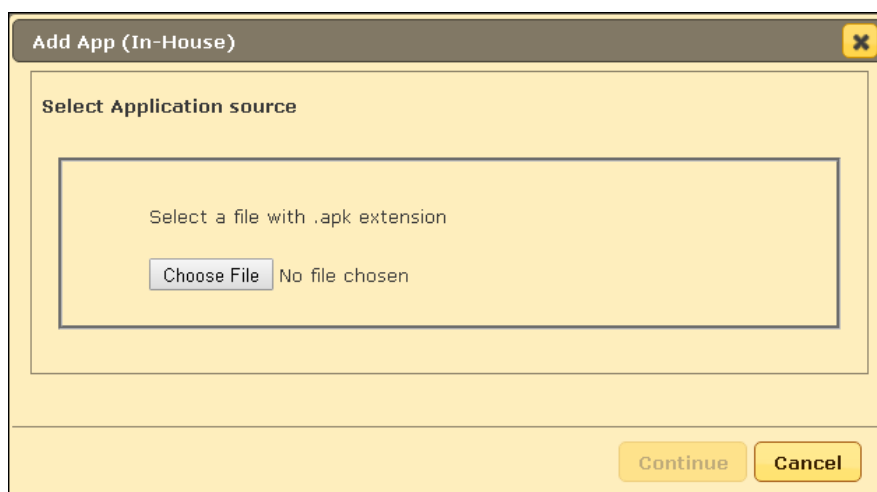 Add App (In-House)
Select Application source
Select a file with .apk extension
Choose File No file chosen
Continue Cancel